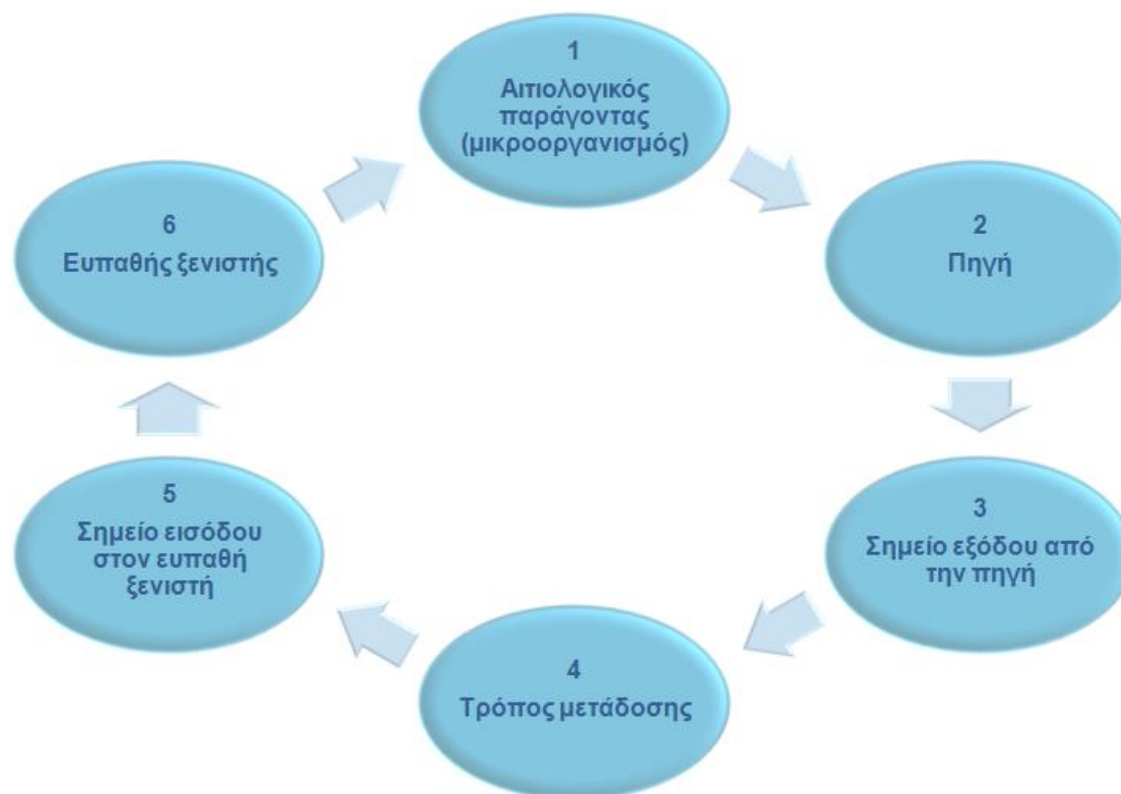 1
Αιτιολογικός
παράγοντας
(μικροοργανισμός)
2
Πηγή
3
Σημείο εξόδου από
την πηγή
4
Τρόπος μετάδοσης
5
Σημείο εισόδου
στον ευπαθή
ξενιστή
6
Ευπαθής ξενιστής